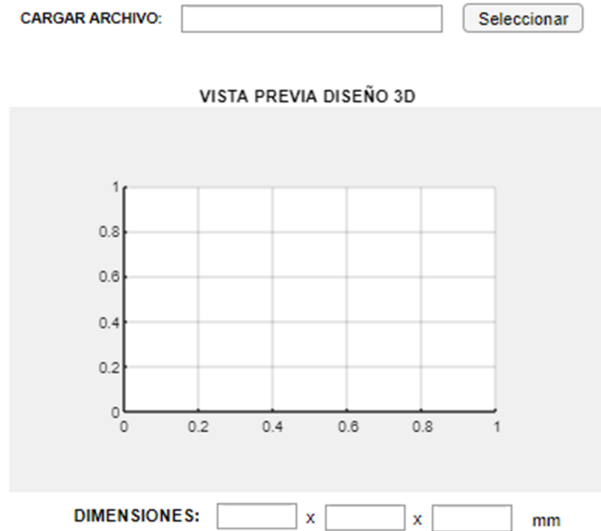 CARGAR ARCHIVO: Seleccionar
VISTA PREVIA DISEÑO 3D
1
0.8
0.6
0.4
0.2
0
0 0.2 0.4 0.6 0.8 1
DIMENSIONES: x x mm